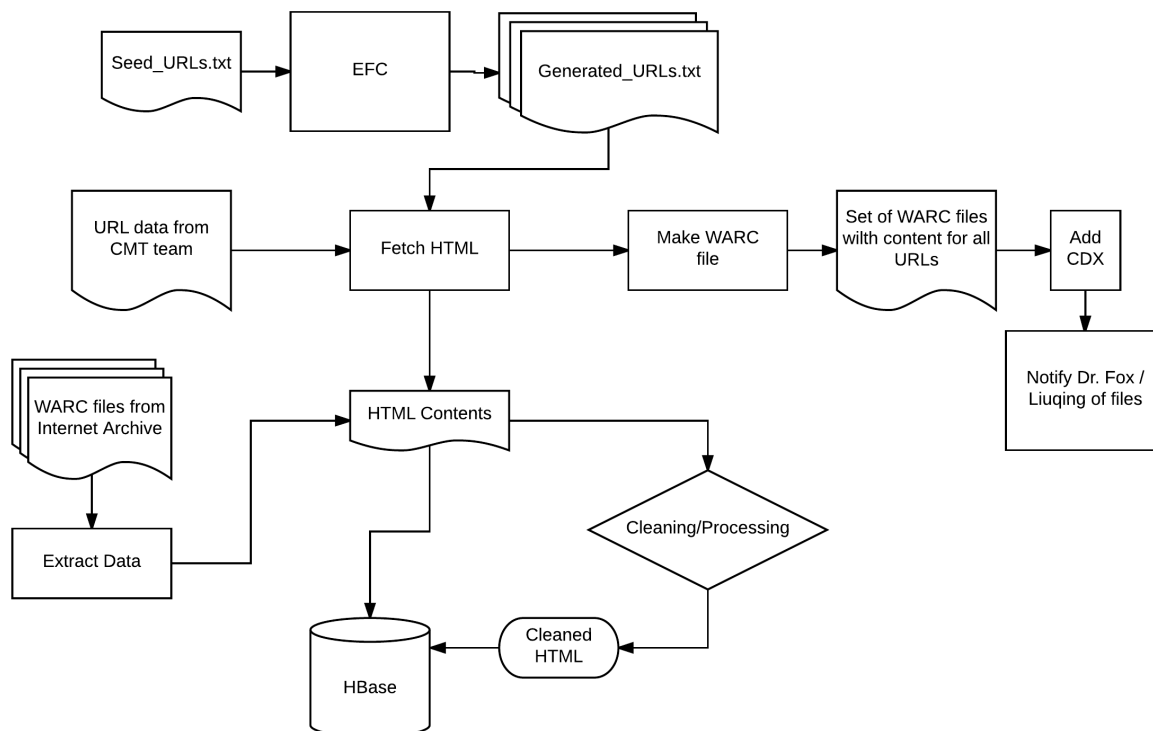 Seed_URLs.txt
EFC
Generated_URLs.txt
URL data from
CMT team
Fetch HTML
Make WARC
file
Set of WARC files
wilth content for all
URLs
Add
CDX
Notify Dr. Fox /
Liuqing of files
WARC files from
Internet Archive
HTML Contents
Extract Data
Cleaning/Processing
Cleaned
HTML
HBase